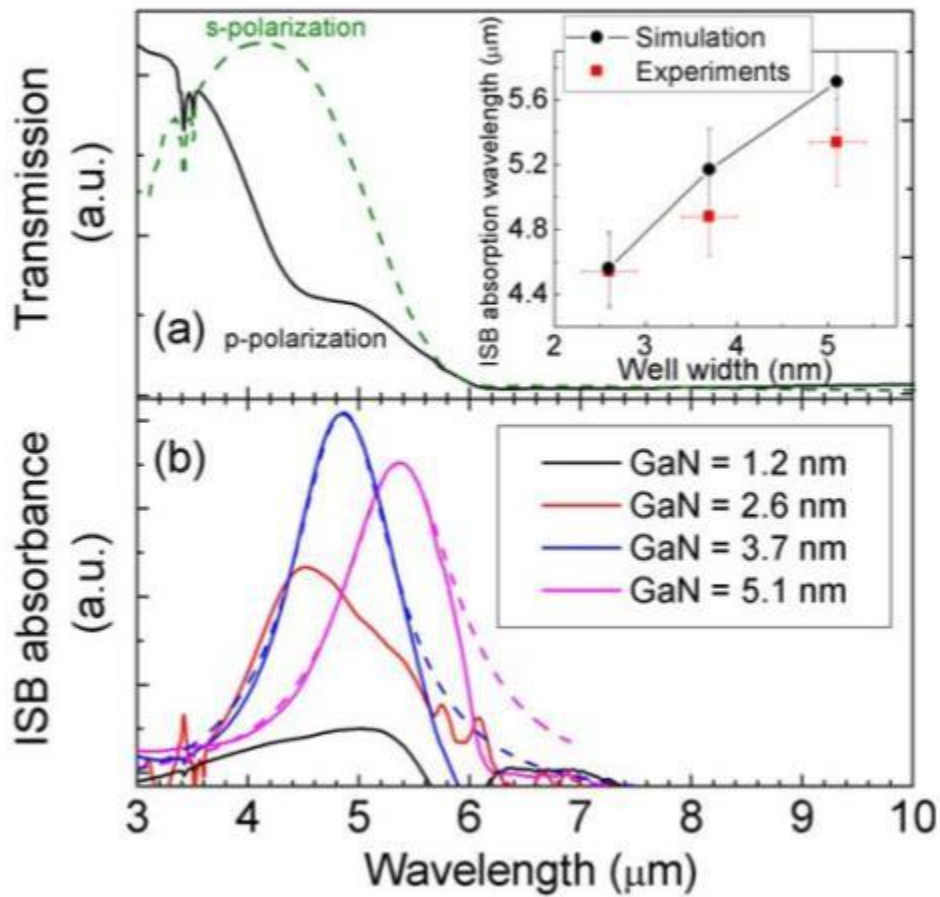 s-polarization
Transmission
(a.u.)
(a)
p-polarization
Simulation
Experiments
ISB absorption wavelength (μm)
5.6
5.2
4.8
4.4
2 3 4 5
Well width (nm)
(b)
ISB absorbance
(a.u.)
GaN = 1.2 nm
GaN = 2.6 nm
GaN = 3.7 nm
GaN = 5.1 nm
3 4 5 6 7 8 9 10
Wavelength (μm)